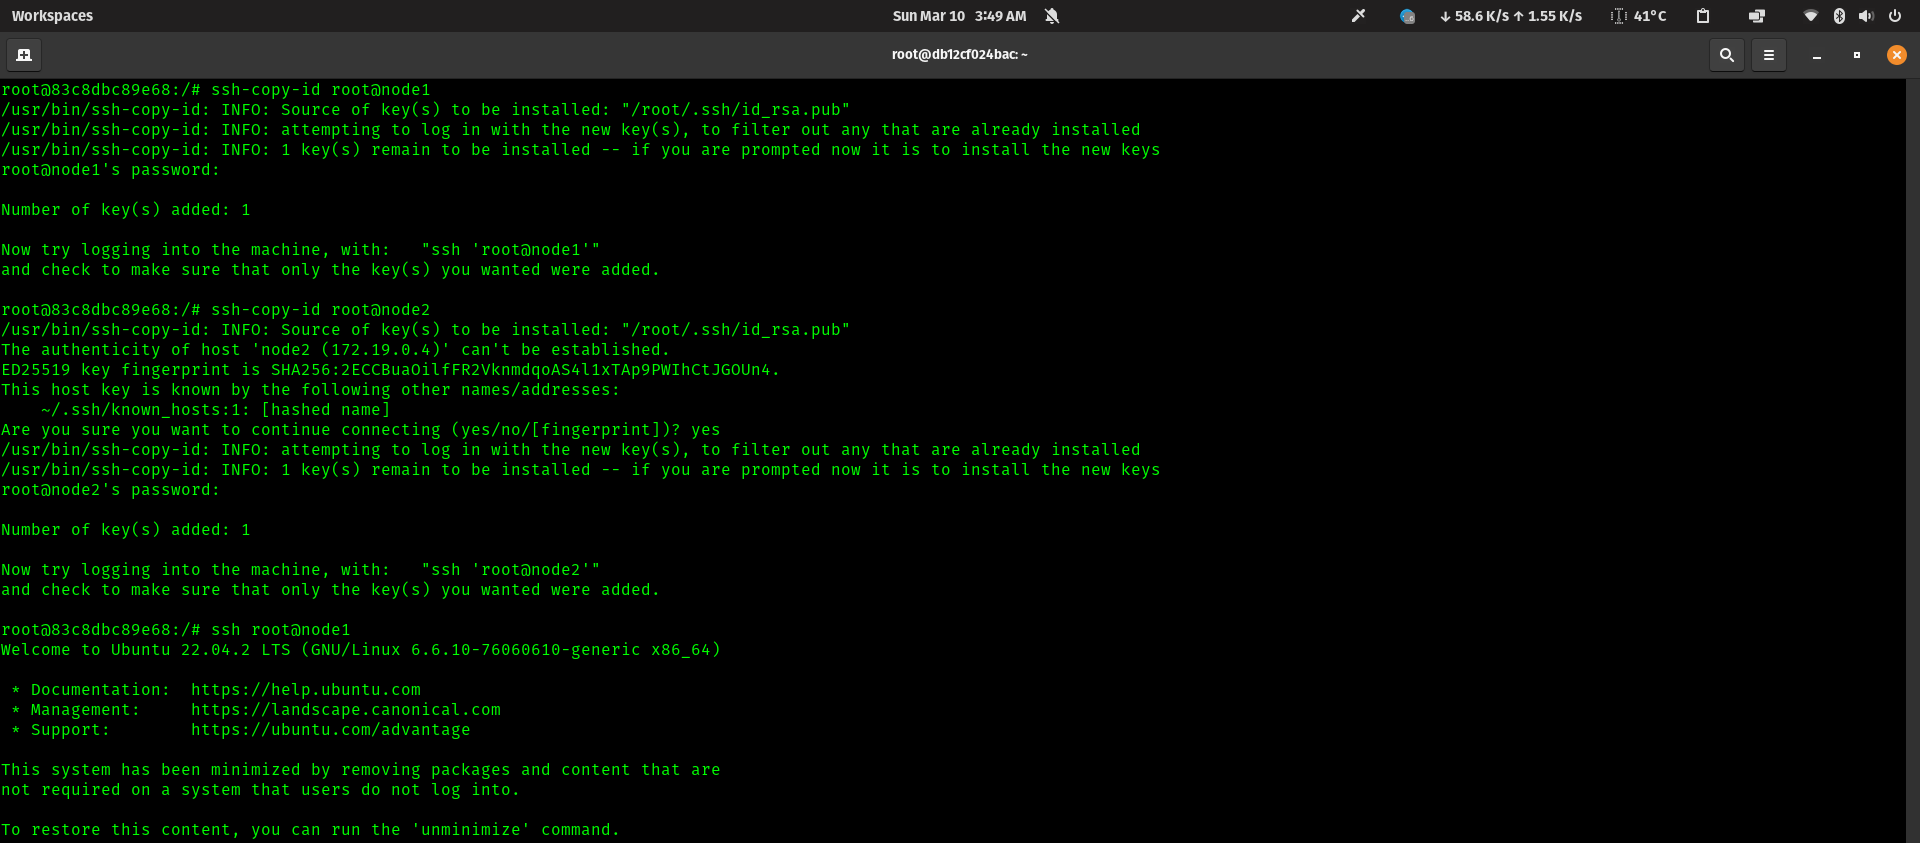 Workspaces
Sun Mar 10 3:49 AM
↓ 58.6 K/s ↑ 1.55 K/s
41°C
root@db12cf024bac: ~
root@83c8dbc89e68:/# ssh-copy-id root@node1
/usr/bin/ssh-copy-id: INFO: Source of key(s) to be installed: "/root/.ssh/id_rsa.pub"
/usr/bin/ssh-copy-id: INFO: attempting to log in with the new key(s), to filter out any that are already installed
/usr/bin/ssh-copy-id: INFO: 1 key(s) remain to be installed -- if you are prompted now it is to install the new keys
root@node1's password:
Number of key(s) added: 1
Now try logging into the machine, with:   "ssh 'root@node1'"
and check to make sure that only the key(s) you wanted were added.
root@83c8dbc89e68:/# ssh-copy-id root@node2
/usr/bin/ssh-copy-id: INFO: Source of key(s) to be installed: "/root/.ssh/id_rsa.pub"
The authenticity of host 'node2 (172.19.0.4)' can't be established.
ED25519 key fingerprint is SHA256:2ECCBuaOilfFR2VknmdqoAS4l1xTAp9PWIhCtJGOUn4.
This host key is known by the following other names/addresses:
    ~/.ssh/known_hosts:1: [hashed name]
Are you sure you want to continue connecting (yes/no/[fingerprint])? yes
/usr/bin/ssh-copy-id: INFO: attempting to log in with the new key(s), to filter out any that are already installed
/usr/bin/ssh-copy-id: INFO: 1 key(s) remain to be installed -- if you are prompted now it is to install the new keys
root@node2's password:
Number of key(s) added: 1
Now try logging into the machine, with:   "ssh 'root@node2'"
and check to make sure that only the key(s) you wanted were added.
root@83c8dbc89e68:/# ssh root@node1
Welcome to Ubuntu 22.04.2 LTS (GNU/Linux 6.6.10-76060610-generic x86_64)
 * Documentation:  https://help.ubuntu.com
 * Management:     https://landscape.canonical.com
 * Support:        https://ubuntu.com/advantage
This system has been minimized by removing packages and content that are
not required on a system that users do not log into.
To restore this content, you can run the 'unminimize' command.